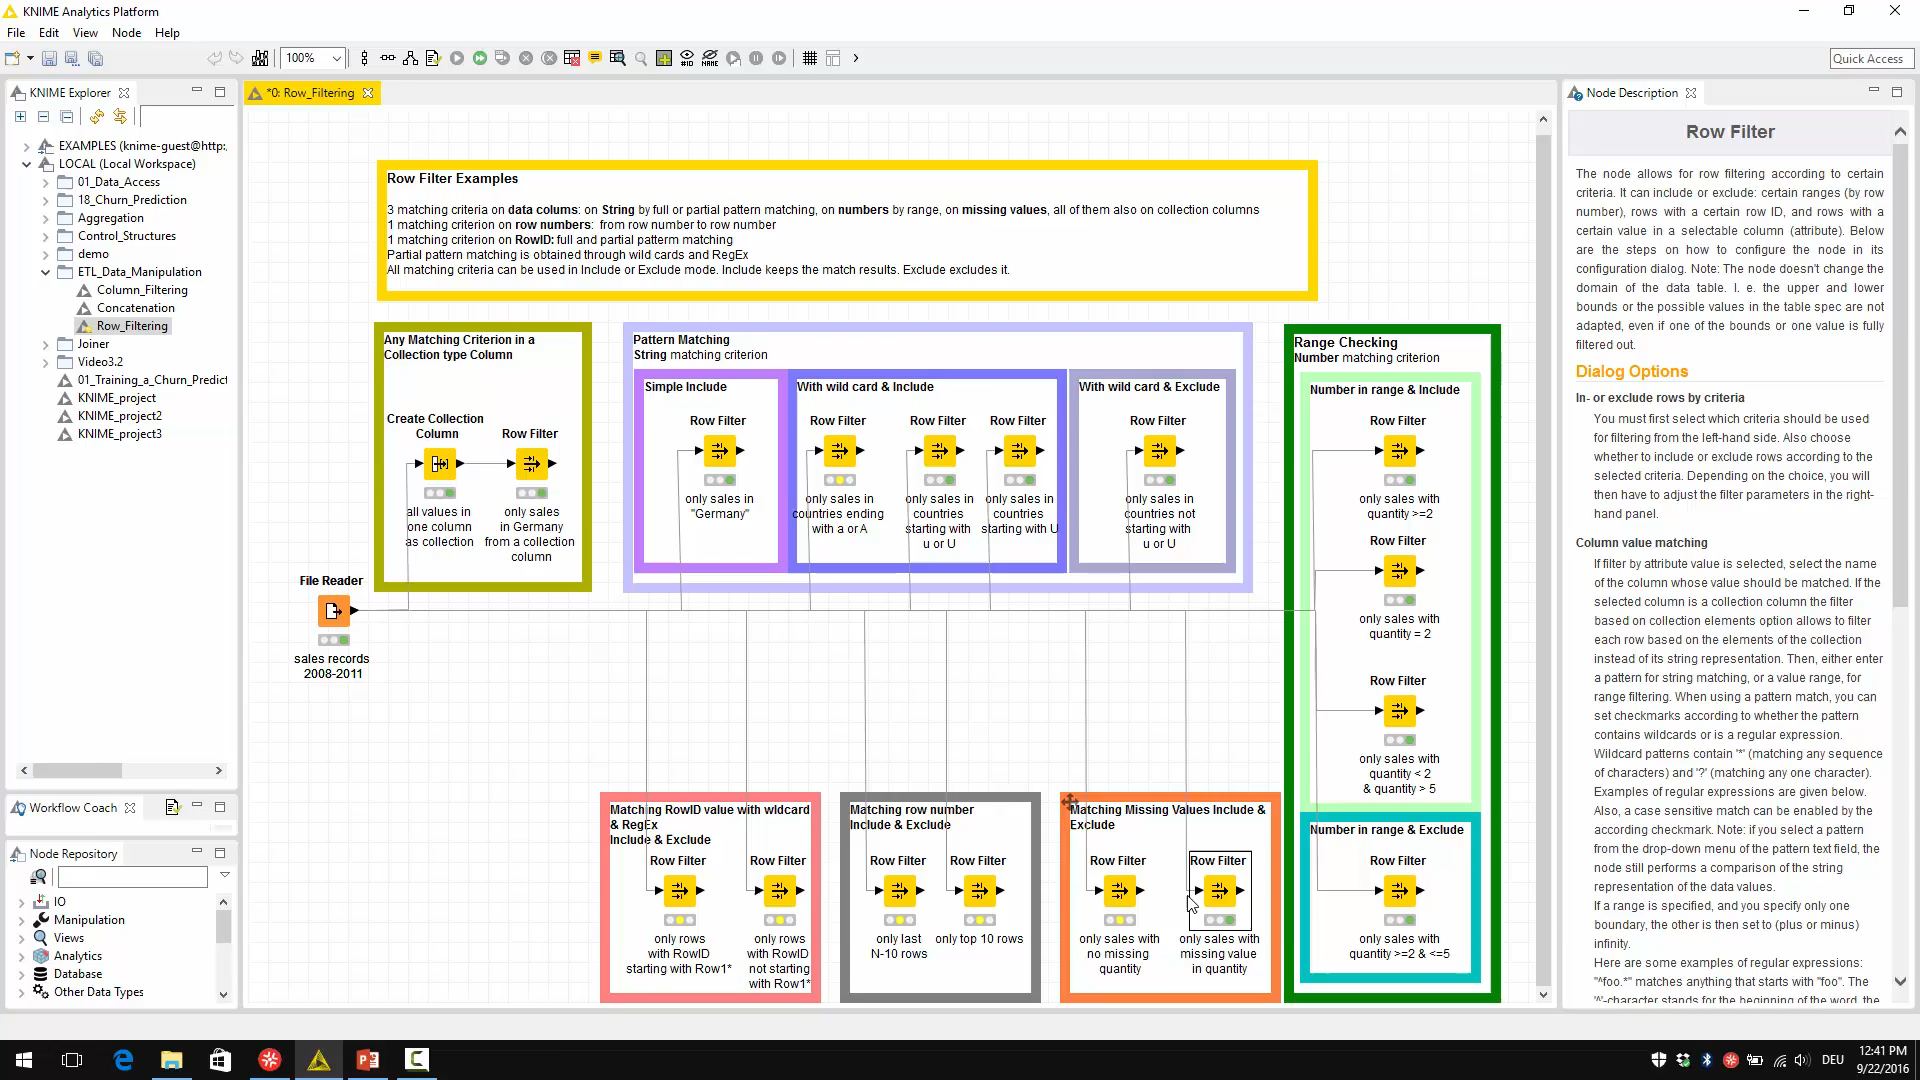 KNIME Analytics Platform
File Edit View Node Help
100%
Quick Access
KNIME Explorer
EXAMPLES (knime-guest@http:
LOCAL (Local Workspace)
01_Data_Access
18_Churn_Prediction
Aggregation
Control_Structures
demo
ETL_Data_Manipulation
Column_Filtering
Concatenation
Row_Filtering
Joiner
Video3.2
01_Training_a_Churn_Predict
KNIME_project
KNIME_project2
KNIME_project3
Workflow Coach
Node Repository
IO
Manipulation
Views
Analytics
Database
Other Data Types
*0: Row_Filtering
Row Filter Examples
3 matching criteria on data colums: on String by full or partial pattern matching, on numbers by range, on missing values, all of them also on collection columns
1 matching criterion on row numbers: from row number to row number
1 matching criterion on RowID: full and partial patterm matching
Partial pattern matching is obtained through wild cards and RegEx
All matching criteria can be used in Include or Exclude mode. Include keeps the match results. Exclude excludes it.
Any Matching Criterion in a
Collection type Column
Create Collection
Column
Row Filter
all values in
one column
as collection
only sales
in Germany
from a collection
column
File Reader
sales records
2008-2011
Pattern Matching
String matching criterion
Simple Include
Row Filter
only sales in
"Germany"
With wild card & Include
Row Filter
only sales in
countries ending
with a or A
Row Filter
only sales in
countries
starting with
u or U
Row Filter
only sales in
countries
starting with U
With wild card & Exclude
Row Filter
only sales in
countries not
starting with
u or U
Range Checking
Number matching criterion
Number in range & Include
Row Filter
only sales with
quantity >=2
Row Filter
only sales with
quantity = 2
Row Filter
only sales with
quantity < 2
& quantity > 5
Number in range & Exclude
Row Filter
only sales with
quantity >=2 & <=5
Matching RowID value with wldcard
& RegEx
Include & Exclude
Row Filter
only rows
with RowID
starting with Row1*
Row Filter
only rows
with RowID
not starting
with Row1*
Matching row number
Include & Exclude
Row Filter
only last
N-10 rows
Row Filter
only top 10 rows
Matching Missing Values Include &
Exclude
Row Filter
only sales with
no missing
quantity
Row Filter
only sales with
missing value
in quantity
Node Description
Row Filter
The node allows for row filtering according to certain
criteria. It can include or exclude: certain ranges (by row
number), rows with a certain row ID, and rows with a
certain value in a selectable column (attribute). Below
are the steps on how to configure the node in its
configuration dialog. Note: The node doesn't change the
domain of the data table. I. e. the upper and lower
bounds or the possible values in the table spec are not
adapted, even if one of the bounds or one value is fully
filtered out.
Dialog Options
In- or exclude rows by criteria
You must first select which criteria should be used
for filtering from the left-hand side. Also choose
whether to include or exclude rows according to the
selected criteria. Depending on the choice, you will
then have to adjust the filter parameters in the right-
hand panel.
Column value matching
If filter by attribute value is selected, select the
name of the column whose value should be matched. If the
selected column is a collection column the filter
based on collection elements option allows to filter
each row based on the elements of the collection
instead of its string representation. Then, either enter
a pattern for string matching, or a value range, for
range filtering. When using a pattern match, you can
set checkmarks according to whether the pattern
contains wildcards or is a regular expression.
Wildcard patterns contain '*' (matching any sequence
of characters) and '?' (matching any one character).
Examples of regular expressions are given below.
Also, a case sensitive match can be enabled by the
according checkmark. Note: if you select a pattern
from the drop-down menu of the pattern text field, the
node still performs a comparison of the string
representation of the data values.
If a range is specified, and you specify only one
boundary, the other is then set to (plus or minus)
infinity.
Here are some examples of regular expressions:
"^foo.*" matches anything that starts with "foo". The
'^'-character stands for the beginning of the word, the
DEU
12:41 PM
9/22/2016